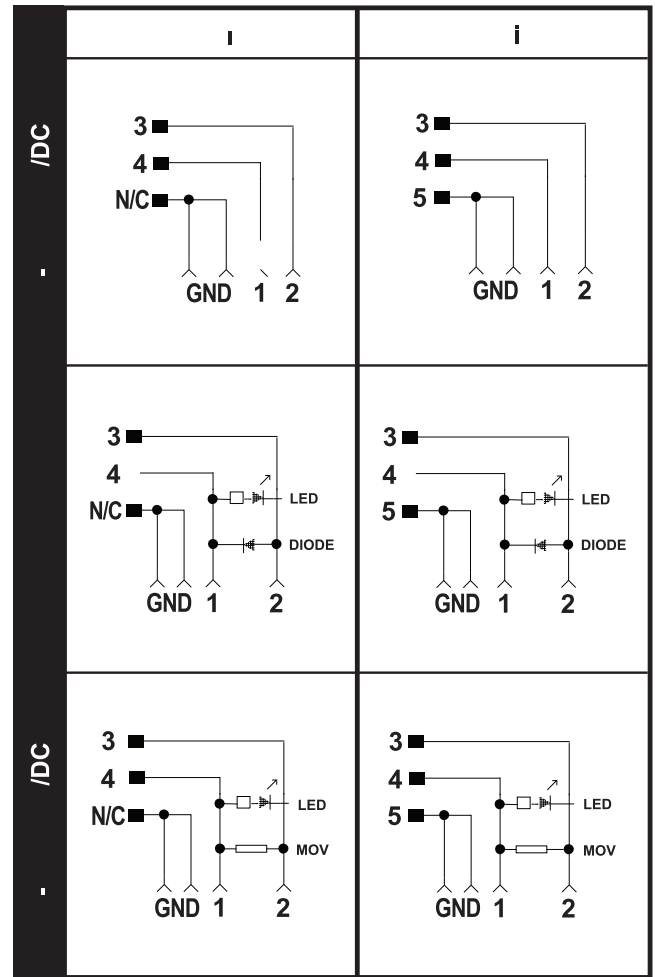 ı i
/DC
3
4
N/C
GND 1 2
3
4
5
GND 1 2
-
3
4
N/C
LED
DIODE
GND 1 2
3
4
5
LED
DIODE
GND 1 2
/DC
3
4
N/C
LED
MOV
GND 1 2
3
4
5
LED
MOV
GND 1 2
-